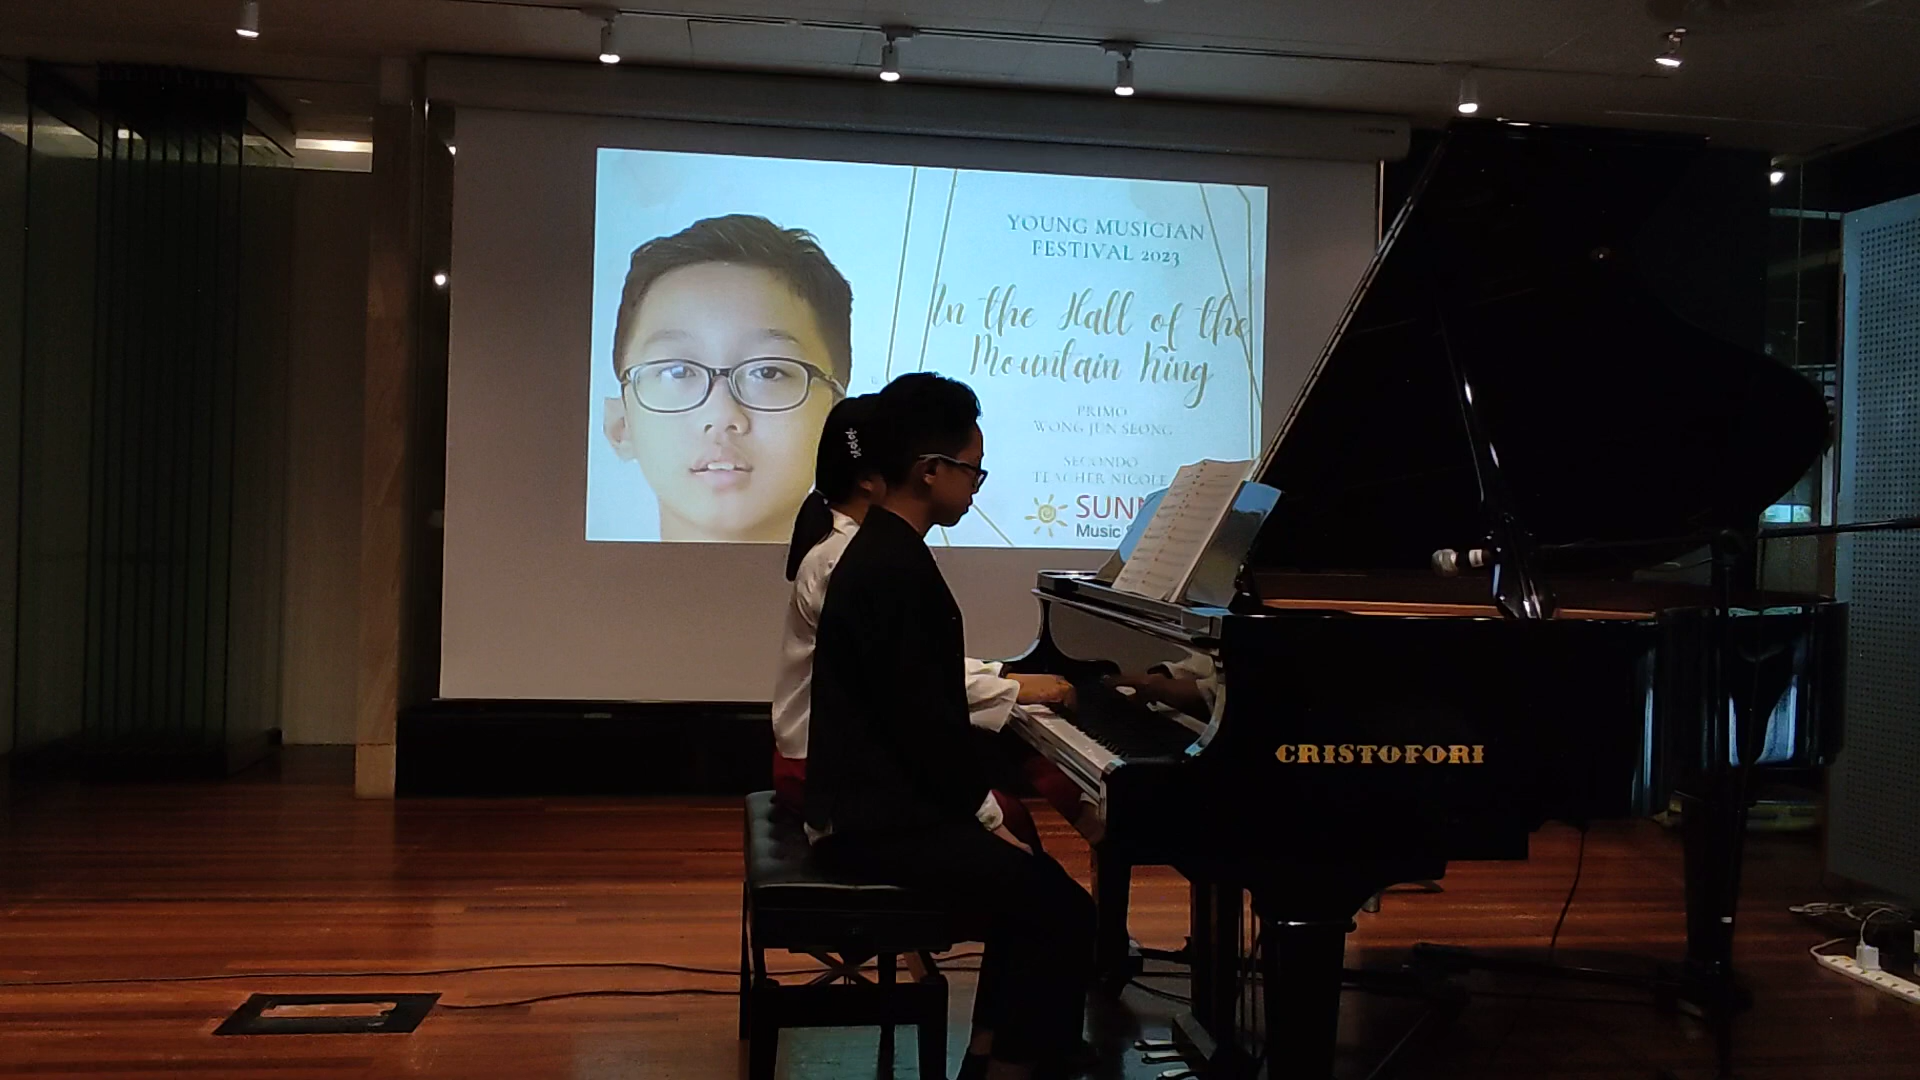 YOUNG MUSICIAN
FESTIVAL 2023
In the Hall of the
Mountain King
PRIMO
WONG JUN SEONG
SECONDO
TEACHER NICOLE
Music
CRISTOFORI